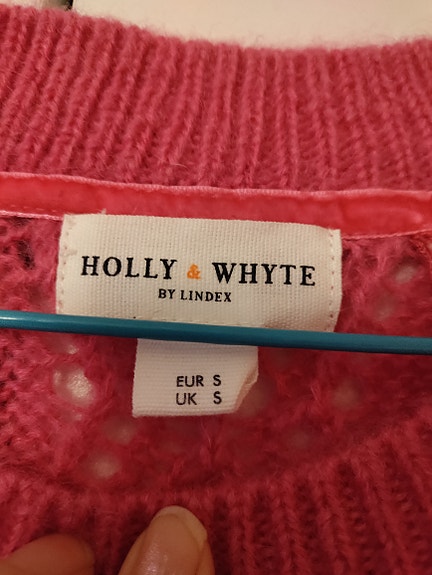 HOLLY & WHYTE
BY LINDEX
EUR S
UK S